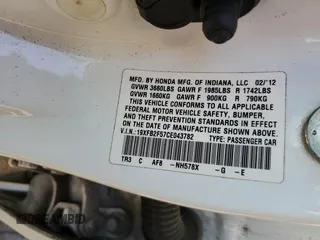 MFD. BY HONDA MFG. OF INDIANA, LLC 02/'12
GVWR 3660LBS GAWR F 1985LBS R 1742LBS
GVWR 1660KG GAWR F 900KG R 790KG
THIS VEHICLE CONFORMS TO ALL APPLICABLE
FEDERAL MOTOR VEHICLE SAFETY, BUMPER,
AND THEFT PREVENTION STANDARDS IN EFFECT
ON THE DATE OF MANUFACTURE SHOWN ABOVE.
V.I.N.:19XFB2F57CE043782 TYPE: PASSENGER CAR
TR3 C AF8 -NH578X -G -E